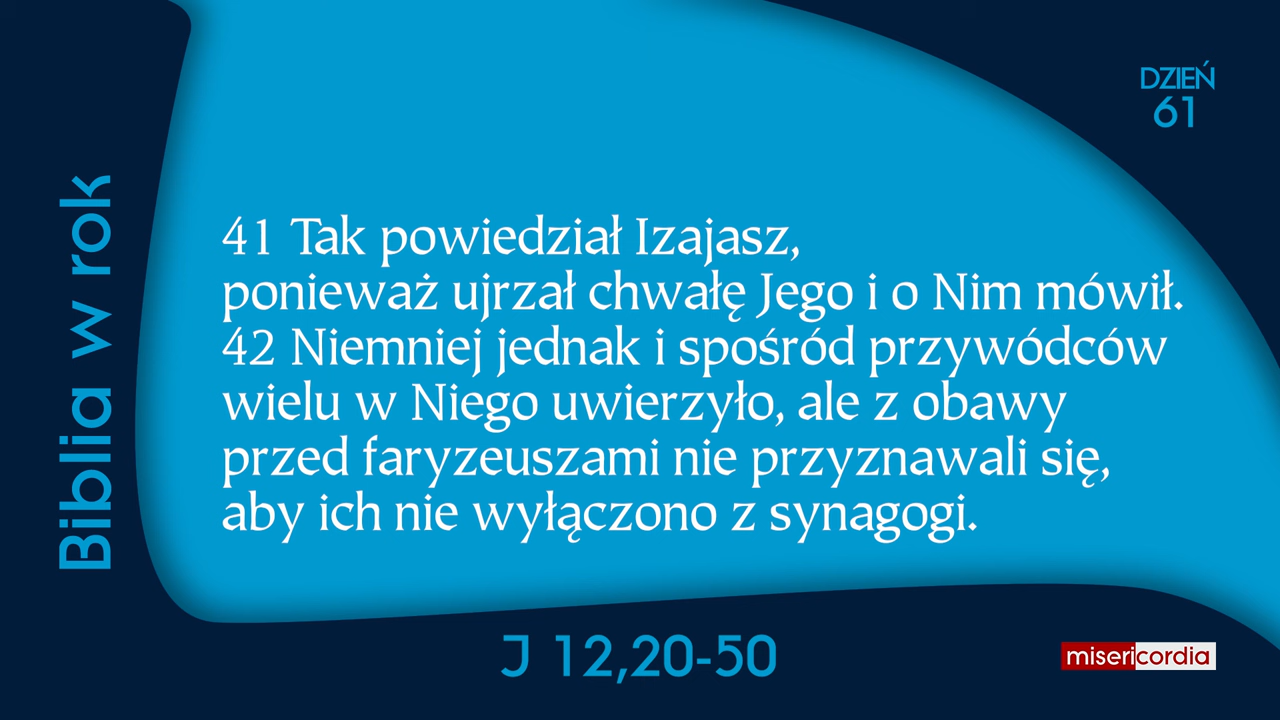 DZIEŃ
61
Biblia w rok
41 Tak powiedział Izajasz,
ponieważ ujrzał chwałę Jego i o Nim mówił.
42 Niemniej jednak i spośród przywódców
wielu w Niego uwierzyło, ale z obawy
przed faryzeuszami nie przyznawali się,
aby ich nie wyłączono z synagogi.
J 12,20-50
misericordia